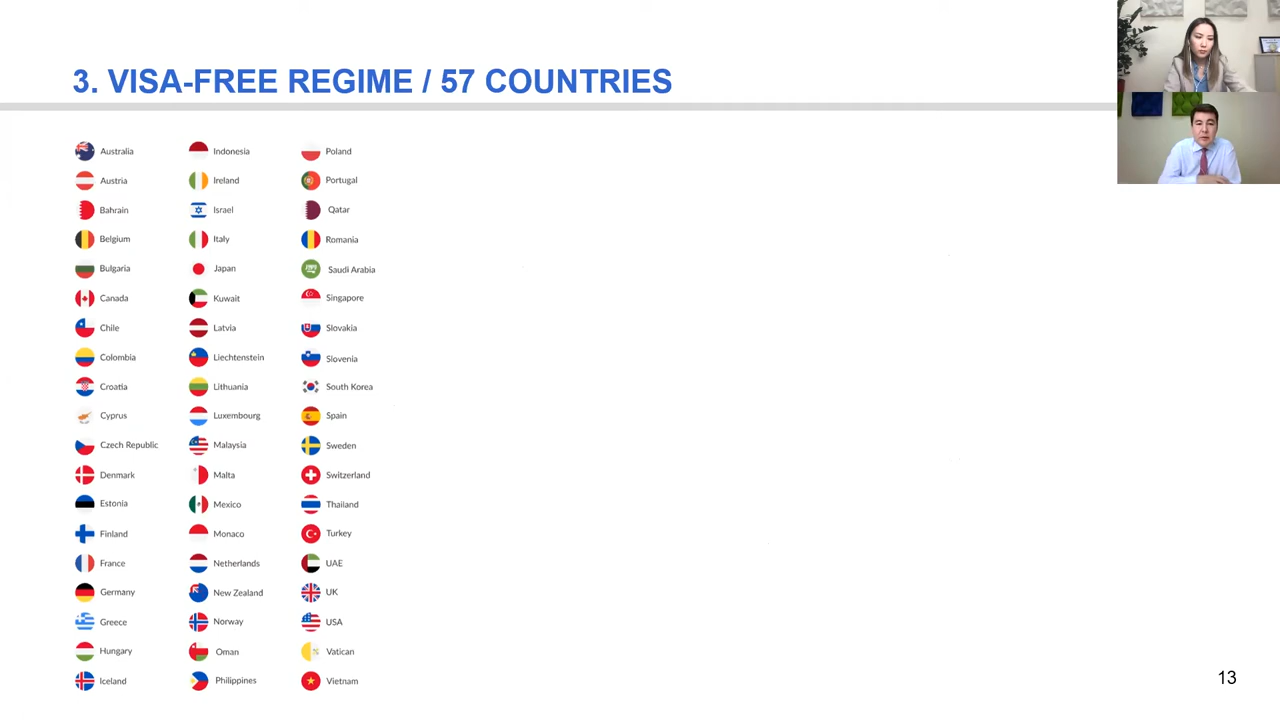 3. VISA-FREE REGIME / 57 COUNTRIES
Australia
Austria
Bahrain
Belgium
Bulgaria
Canada
Chile
Colombia
Croatia
Cyprus
Czech Republic
Denmark
Estonia
Finland
France
Germany
Greece
Hungary
Iceland
Indonesia
Ireland
Israel
Italy
Japan
Kuwait
Latvia
Liechtenstein
Lithuania
Luxembourg
Malaysia
Malta
Mexico
Monaco
Netherlands
New Zealand
Norway
Oman
Philippines
Poland
Portugal
Qatar
Romania
Saudi Arabia
Singapore
Slovakia
Slovenia
South Korea
Spain
Sweden
Switzerland
Thailand
Turkey
UAE
UK
USA
Vatican
Vietnam
13